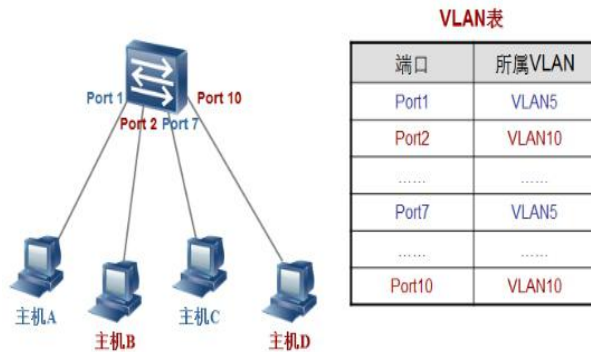 VLAN表
端口 所属VLAN
Port1 VLAN5
Port2 VLAN10
...... ......
Port7 VLAN5
...... ......
Port10 VLAN10
Port 1 Port 10
Port 2 Port 7
主机A 主机B 主机C 主机D